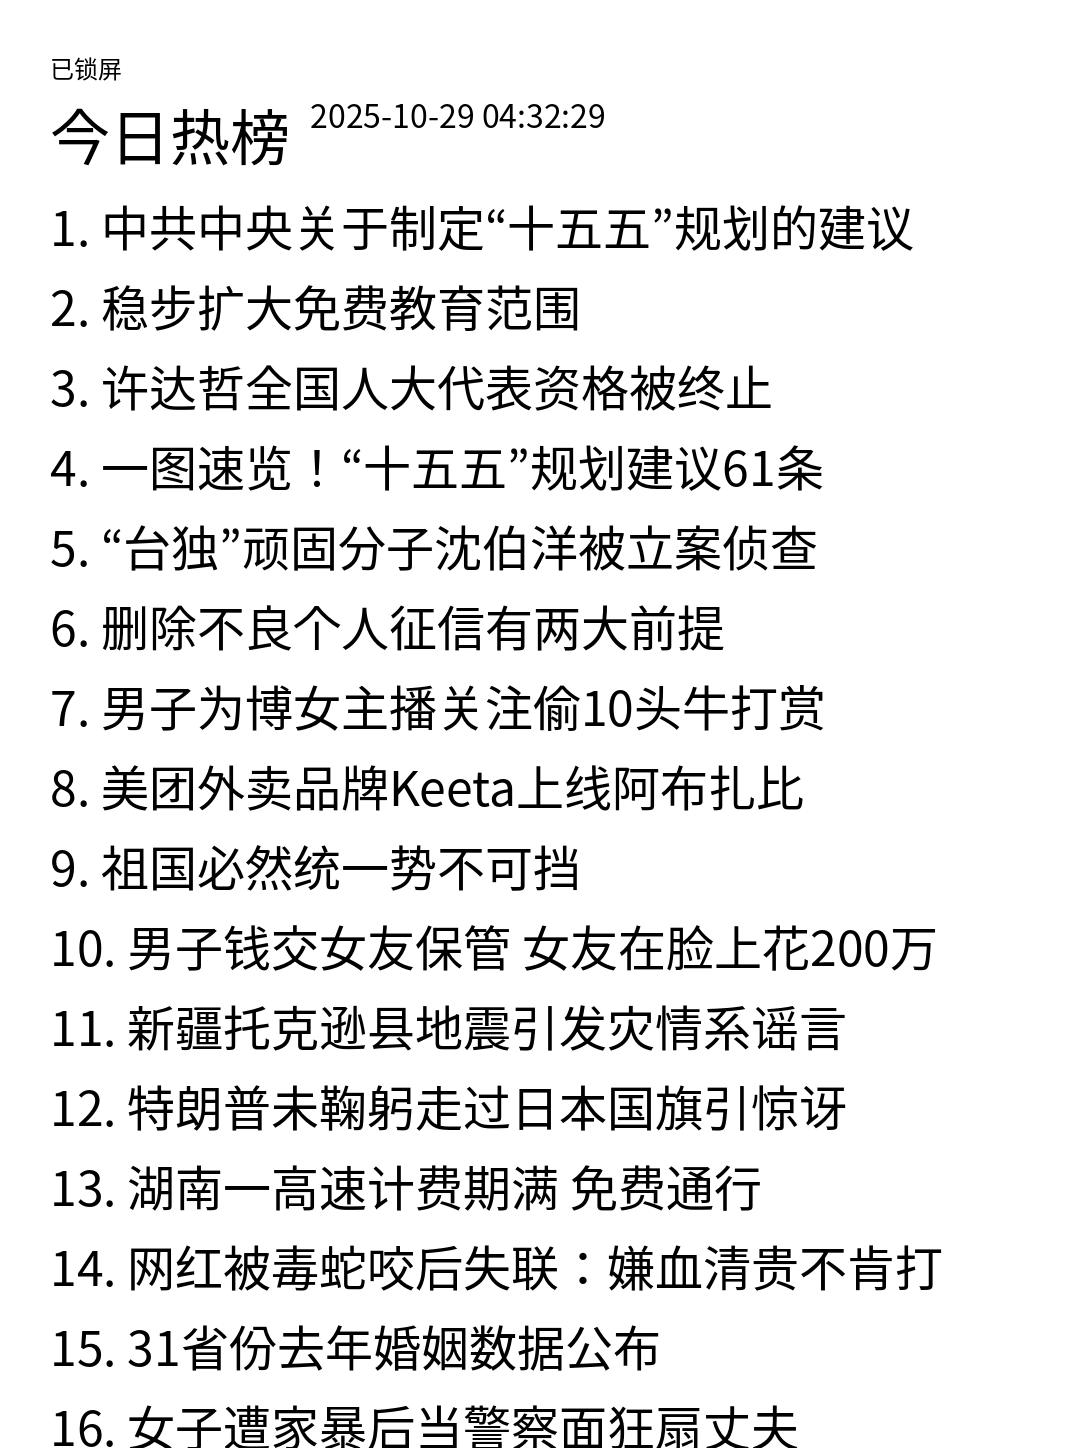 已锁屏
今日热榜 2025-10-29 04:32:29
1. 中共中央关于制定“十五五”规划的建议
2. 稳步扩大免费教育范围
3. 许达哲全国人大代表资格被终止
4. 一图速览！“十五五”规划建议61条
5. “台独”顽固分子沈伯洋被立案侦查
6. 删除不良个人征信有两大前提
7. 男子为博女主播关注偷10头牛打赏
8. 美团外卖品牌Keeta上线阿布扎比
9. 祖国必然统一势不可挡
10. 男子钱交女友保管 女友在脸上花200万
11. 新疆托克逊县地震引发灾情系谣言
12. 特朗普未鞠躬走过日本国旗引惊讶
13. 湖南一高速计费期满 免费通行
14. 网红被毒蛇咬后失联：嫌血清贵不肯打
15. 31省份去年婚姻数据公布
16. 女子遭家暴后当警察面狂扇丈夫